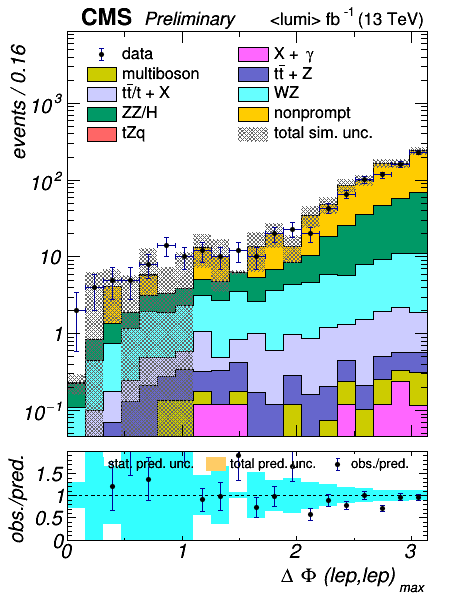 CMS Preliminary <lumi> fb⁻¹ (13 TeV)
events / 0.16
data X + γ
multiboson tt̄ + Z
tt̄/t + X WZ
ZZ/H nonprompt
tZq total sim. unc.
10³
10²
10
1
10⁻¹
obs./pred.
stat. pred. unc. total pred. unc. obs./pred.
1.5
1
0.5
0
0 1 2 3
Δ Φ (lep,lep) max